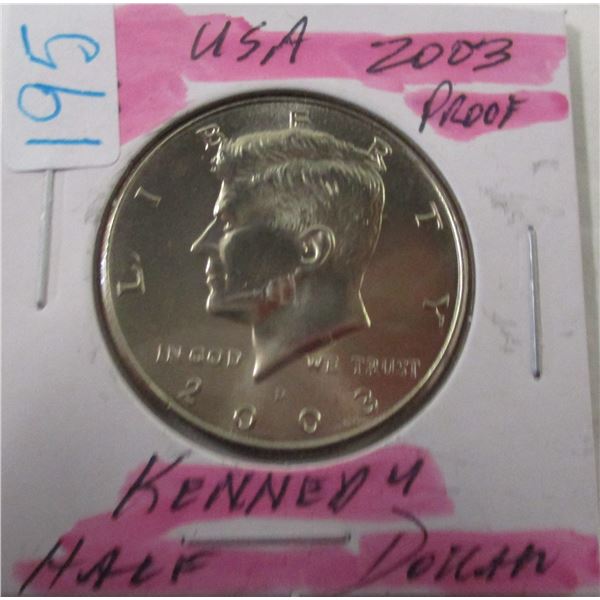 195
USA 2003
PROOF
LIBERTY
IN GOD WE TRUST
D
2003
KENNEDY
HALF DOLLAR